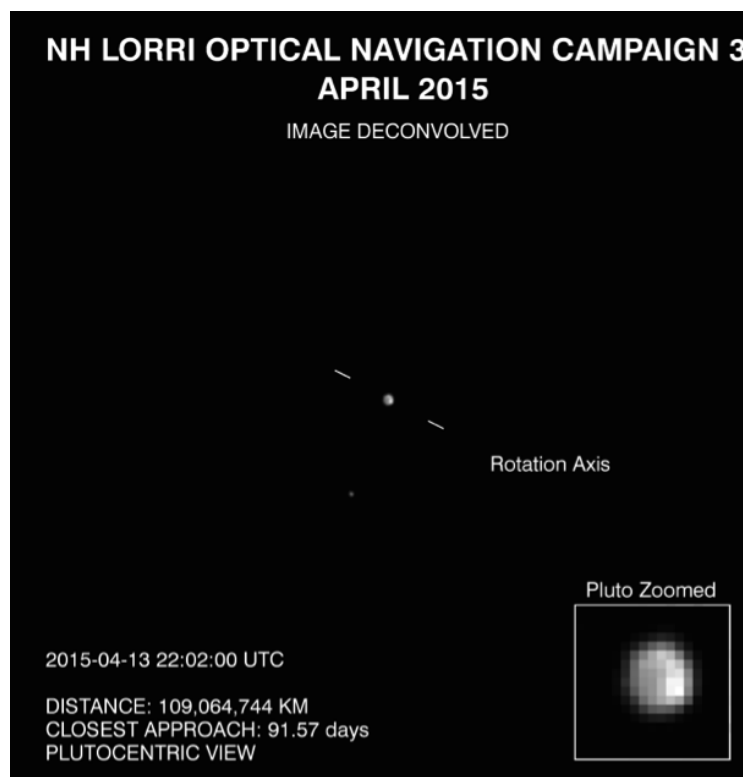 NH LORRI OPTICAL NAVIGATION CAMPAIGN 3
APRIL 2015
IMAGE DECONVOLVED
Rotation Axis
Pluto Zoomed
2015-04-13 22:02:00 UTC
DISTANCE: 109,064,744 KM
CLOSEST APPROACH: 91.57 days
PLUTOCENTRIC VIEW